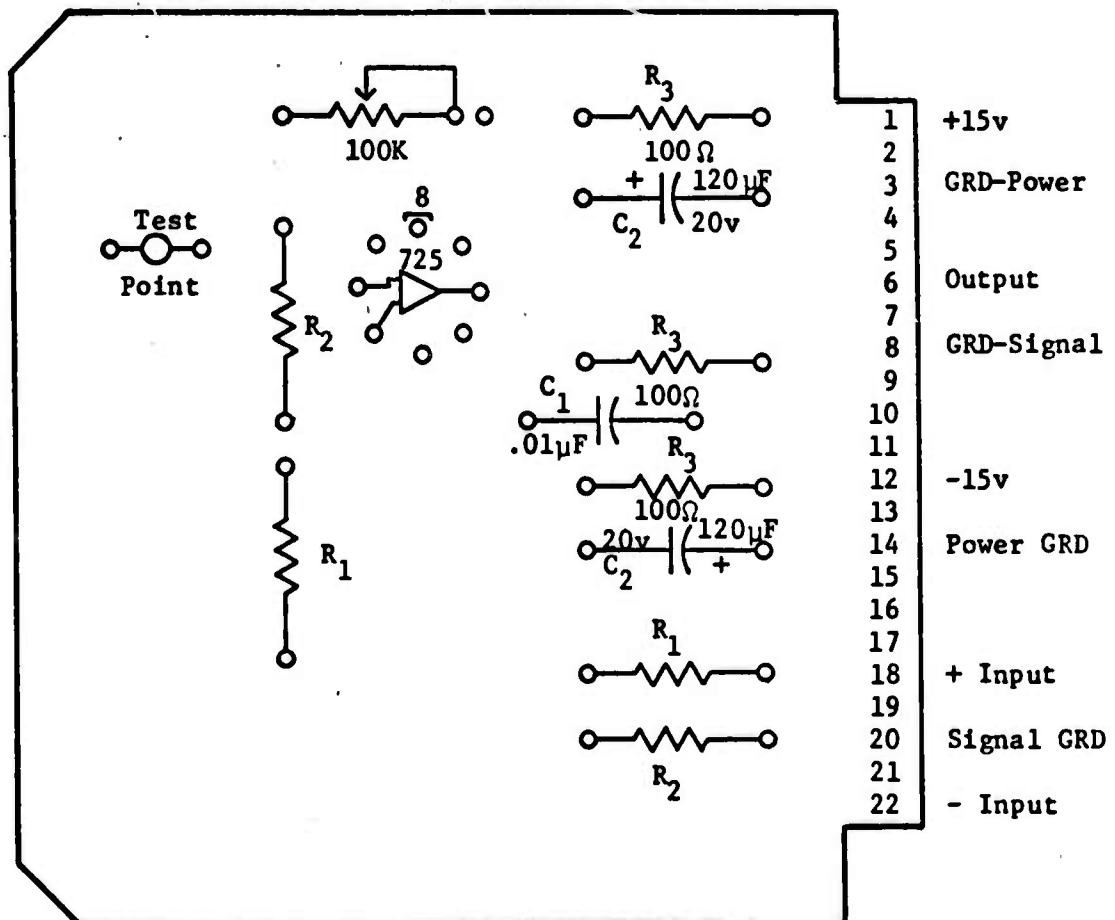 R3
100K
100Ω
1 +15v
2
+ 120µF
3 GRD-Power
C2 20v
4
8
Test
Point
725
5
6 Output
7
R2
R3
8 GRD-Signal
9
C1 100Ω
10
.01µF
11
R3
12 -15v
100Ω
13
20v 120µF
14 Power GRD
C2 +
15
R1
16
17
R1
18 + Input
19
20 Signal GRD
R2
21
22 - Input